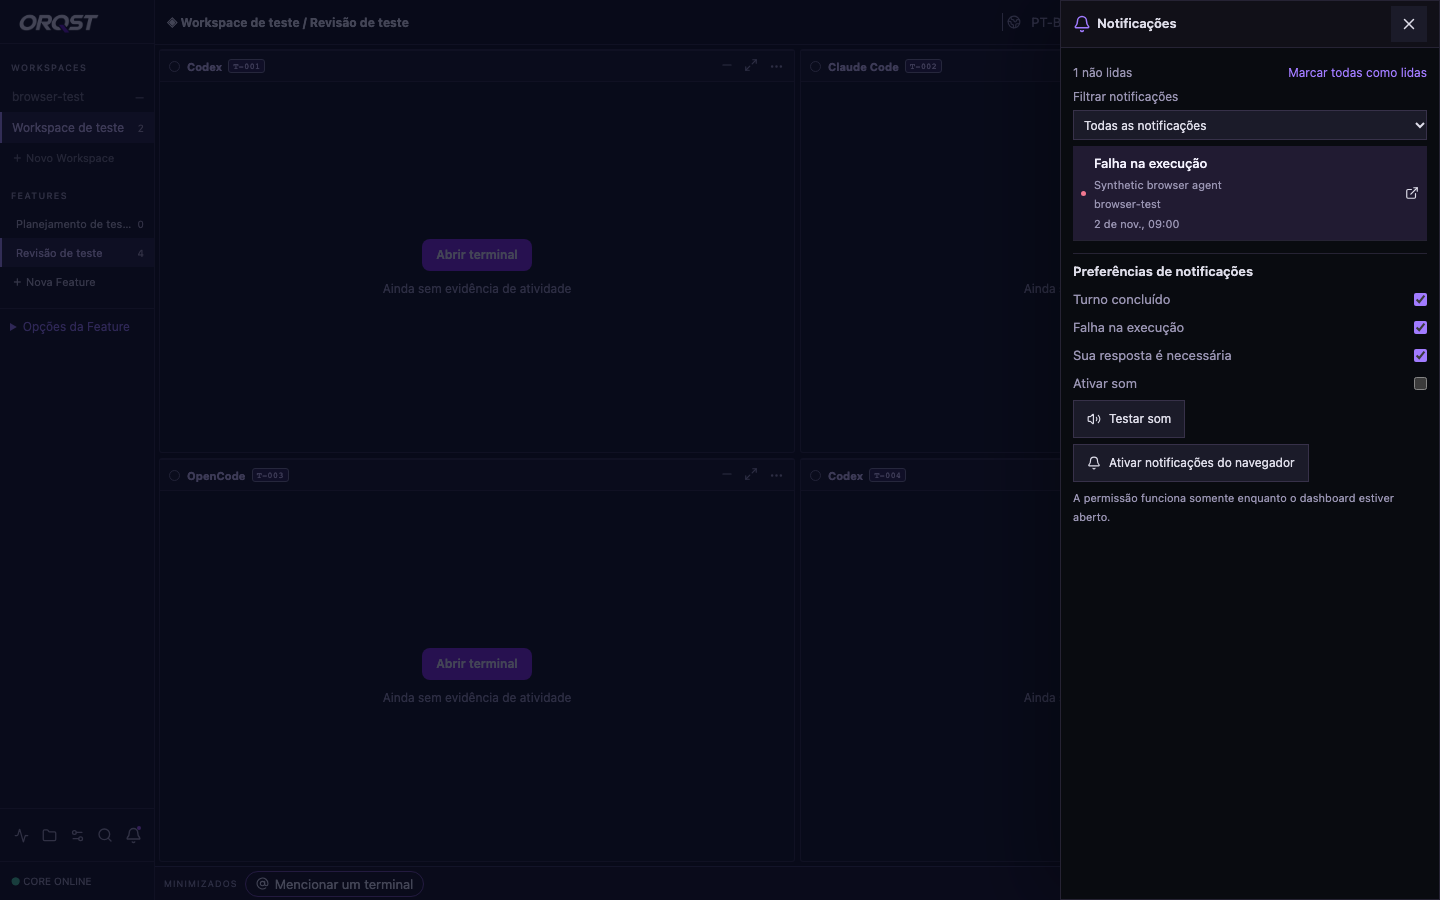 OROST
WORKSPACES
browser-test
Workspace de teste 2
+ Novo Workspace
FEATURES
Planejamento de tes... 0
Revisão de teste 4
+ Nova Feature
Opções da Feature
CORE ONLINE
Workspace de teste / Revisão de teste
PT-B
Codex T-001
Abrir terminal
Ainda sem evidência de atividade
Claude Code T-002
Ainda
OpenCode T-003
Abrir terminal
Ainda sem evidência de atividade
Codex T-004
Ainda
MINIMIZADOS
@ Mencionar um terminal
Notificações
1 não lidas
Marcar todas como lidas
Filtrar notificações
Todas as notificações
Falha na execução
Synthetic browser agent
browser-test
2 de nov., 09:00
Preferências de notificações
Turno concluído
Falha na execução
Sua resposta é necessária
Ativar som
Testar som
Ativar notificações do navegador
A permissão funciona somente enquanto o dashboard estiver
aberto.